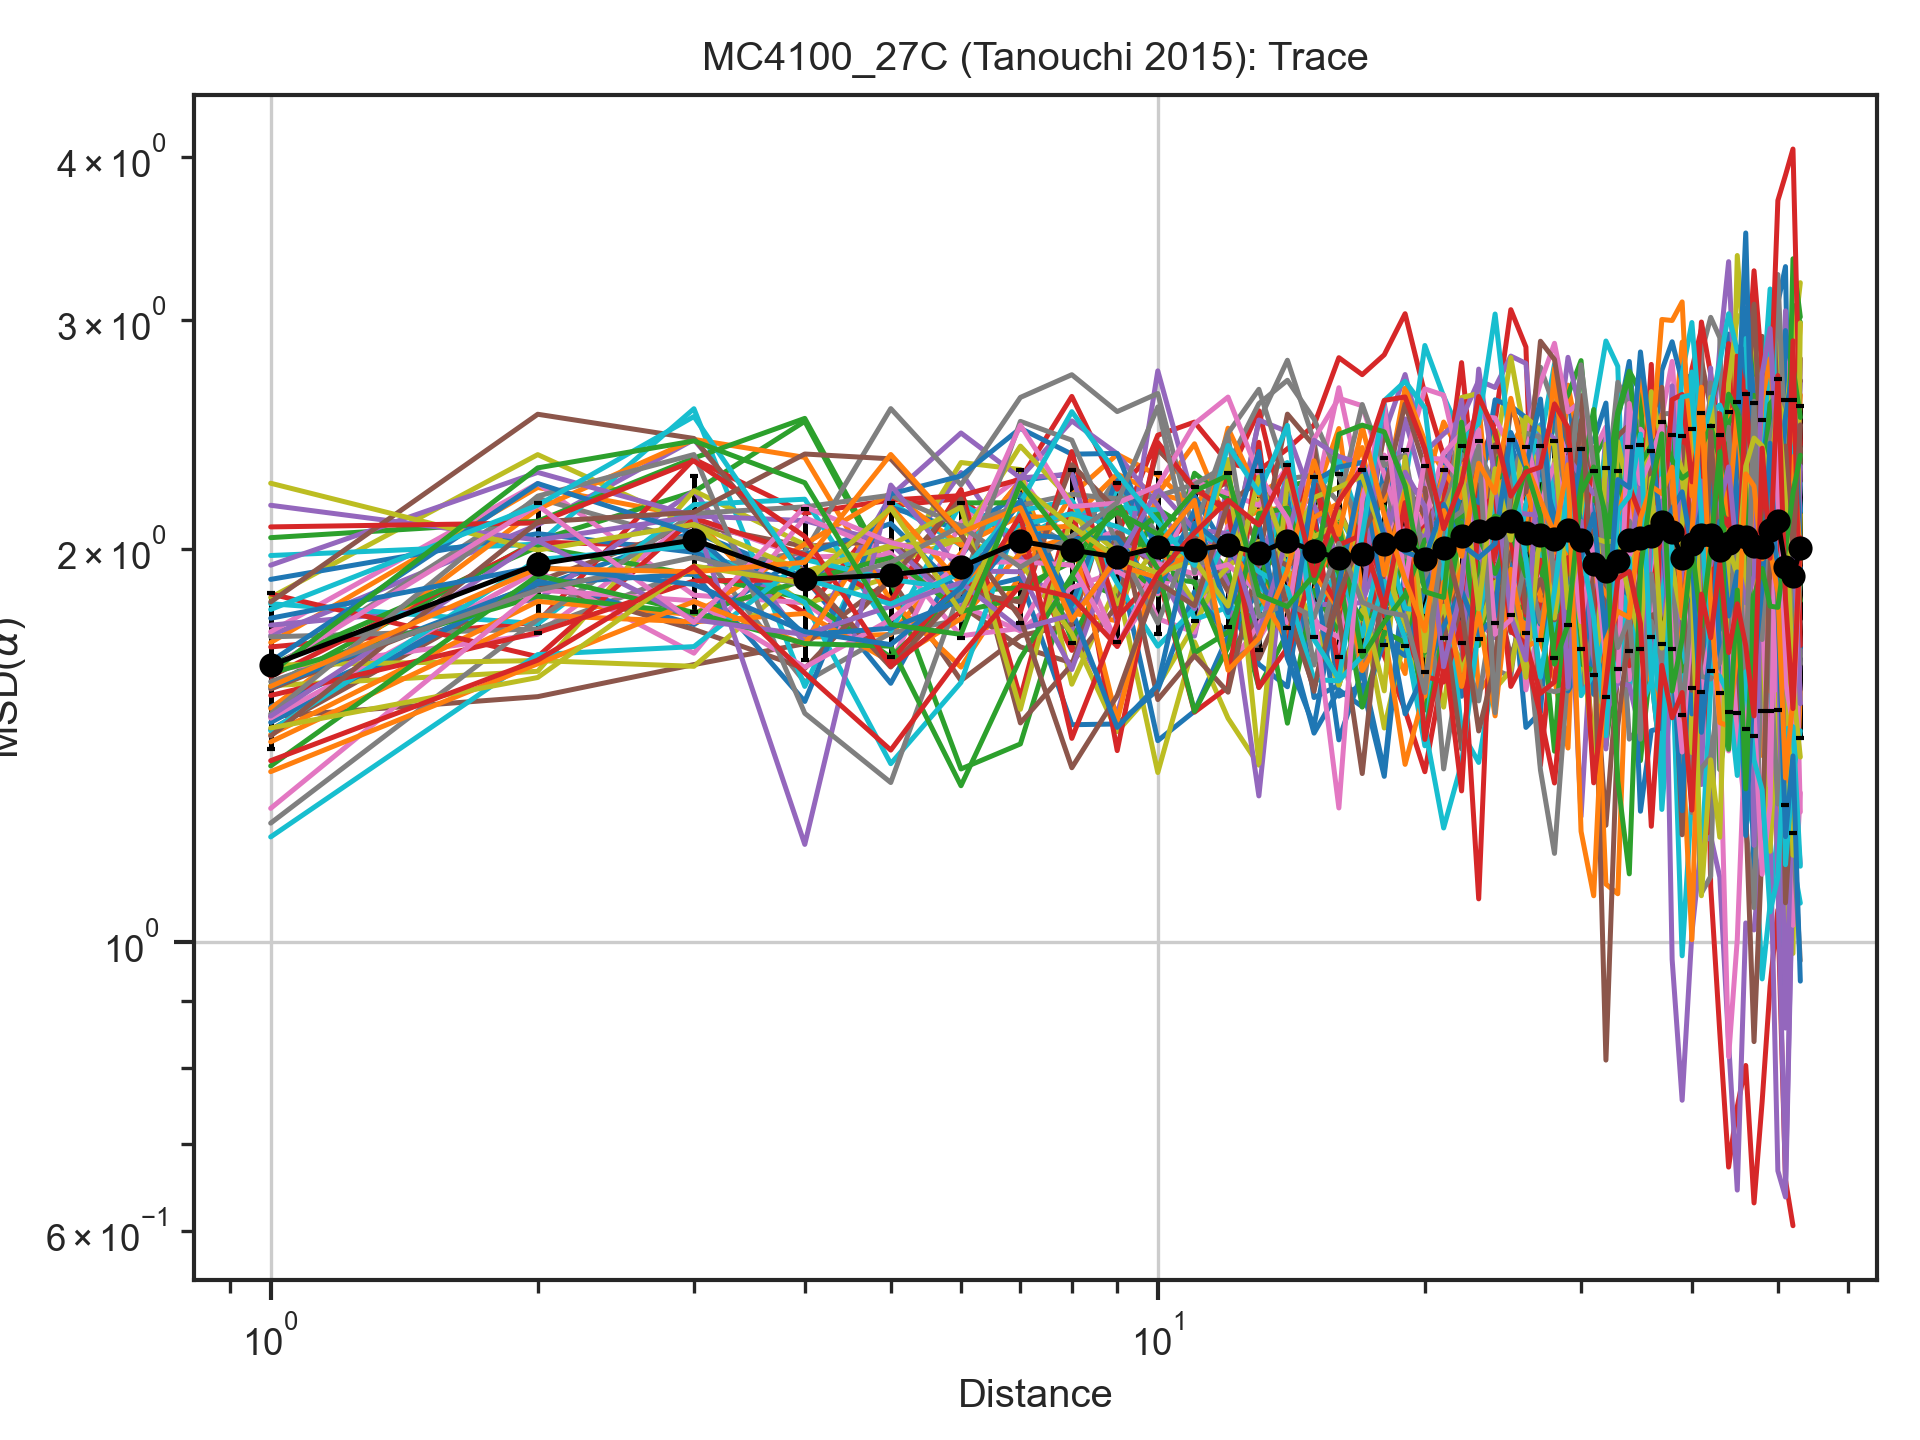 MC4100_27C (Tanouchi 2015): Trace
4 × 10⁰
3 × 10⁰
2 × 10⁰
10⁰
6 × 10⁻¹
MSD(α)
10⁰ 10¹
Distance